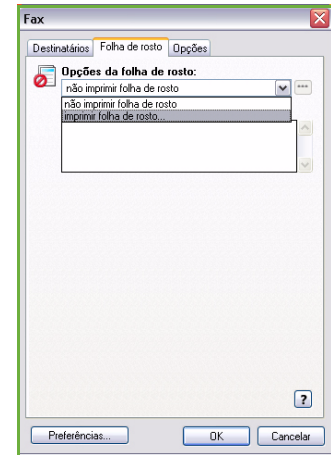 Fax
Destinatários Folha de rosto Opções
Opções da folha de rosto:
não imprimir folha de rosto
não imprimir folha de rosto
imprimir folha de rosto...
?
Preferências... OK Cancelar